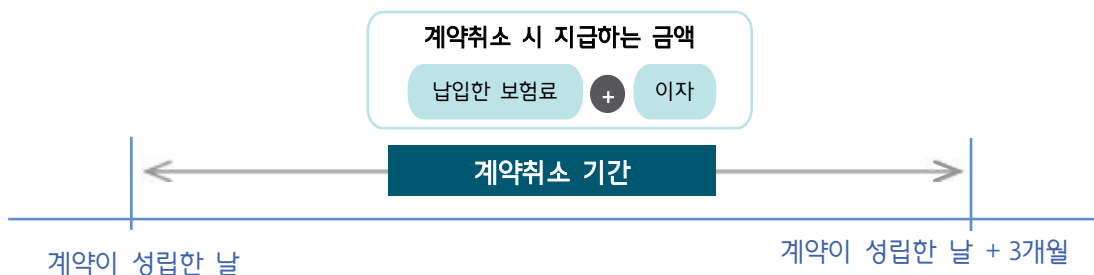 계약취소 시 지급하는 금액
납입한 보험료 + 이자
계약취소 기간
계약이 성립한 날
계약이 성립한 날 + 3개월